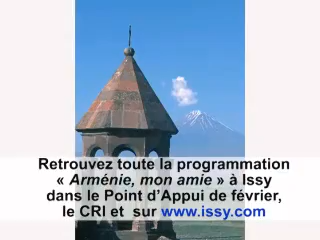 Retrouvez toute la programmation
« Arménie, mon amie » à Issy
dans le Point d'Appui de février,
le CRI et  sur www.issy.com